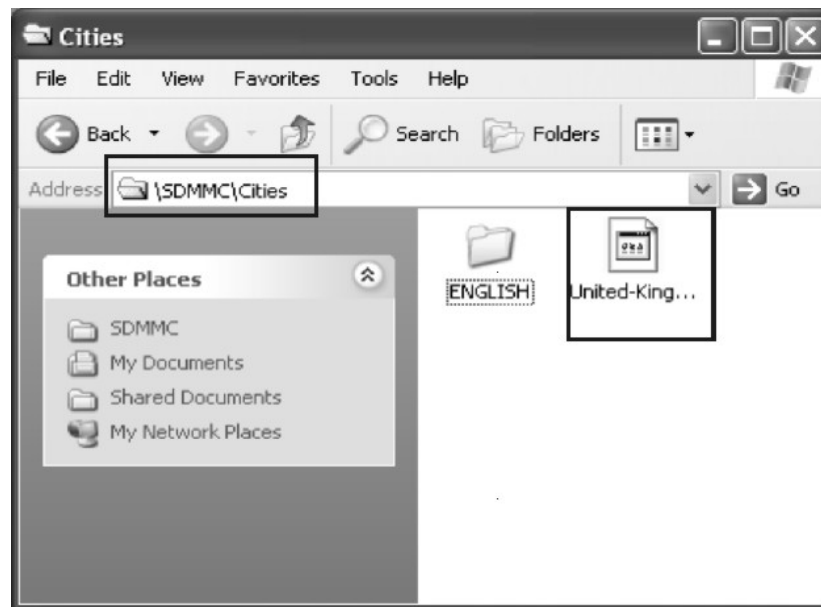 Cities
File Edit View Favorites Tools Help
Back Search Folders
Address \SDMMC\Cities Go
Other Places
SDMMC
My Documents
Shared Documents
My Network Places
ENGLISH United-King...